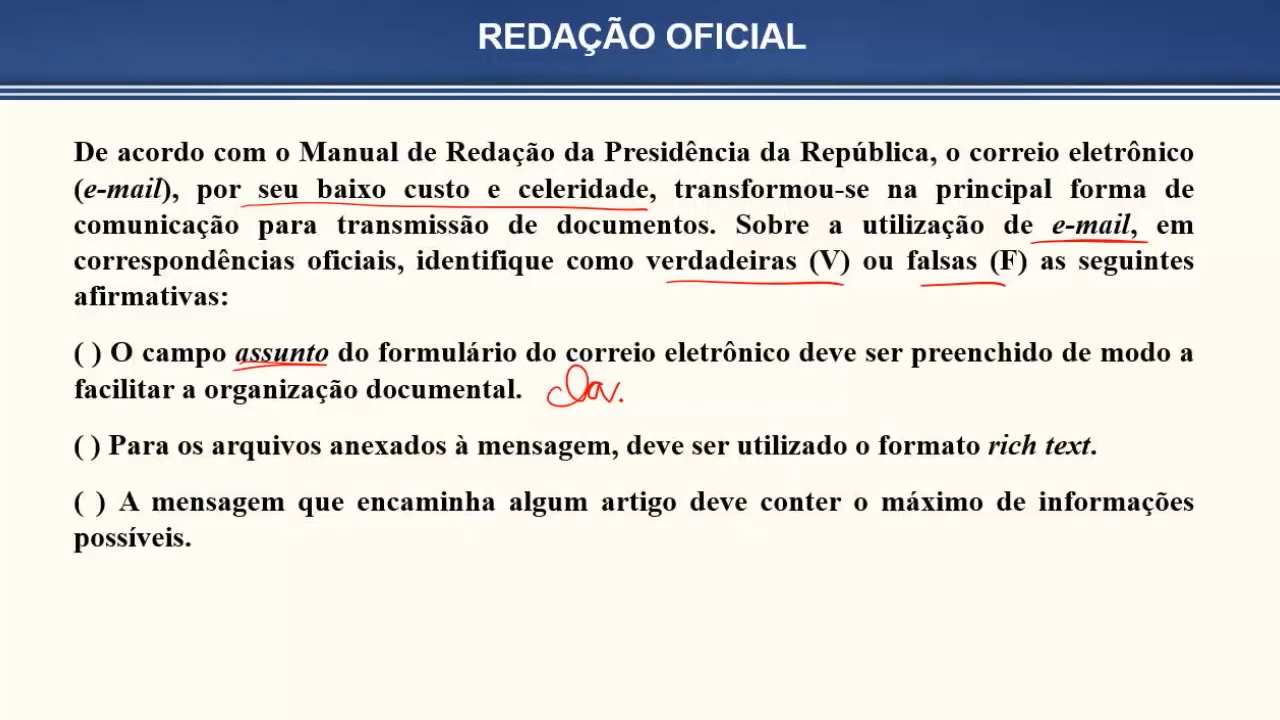 REDAÇÃO OFICIAL
De acordo com o Manual de Redação da Presidência da República, o correio eletrônico
(e-mail), por seu baixo custo e celeridade, transformou-se na principal forma de
comunicação para transmissão de documentos. Sobre a utilização de e-mail, em
correspondências oficiais, identifique como verdadeiras (V) ou falsas (F) as seguintes
afirmativas:
( ) O campo assunto do formulário do correio eletrônico deve ser preenchido de modo a
facilitar a organização documental.
( ) Para os arquivos anexados à mensagem, deve ser utilizado o formato rich text.
( ) A mensagem que encaminha algum artigo deve conter o máximo de informações
possíveis.